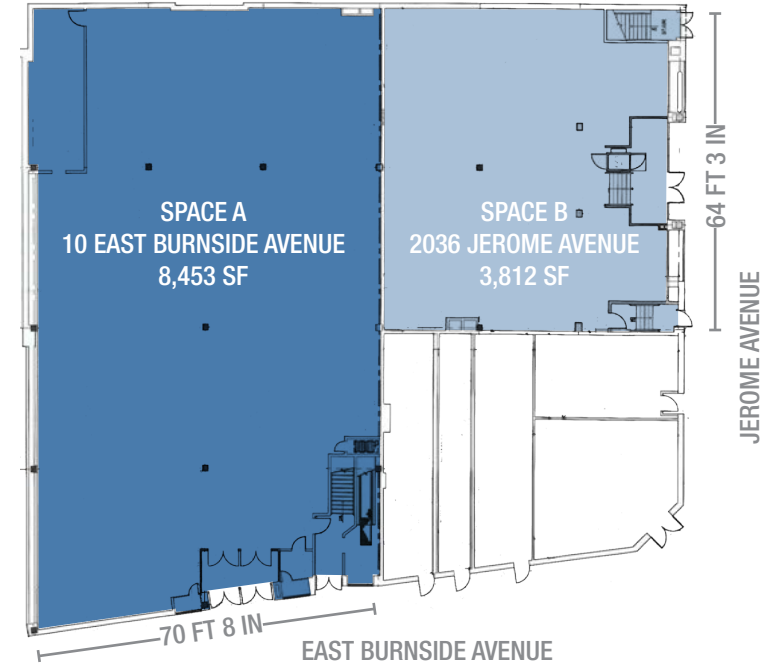 SPACE A
10 EAST BURNSIDE AVENUE
8,453 SF
SPACE B
2036 JEROME AVENUE
3,812 SF
64 FT 3 IN
JEROME AVENUE
70 FT 8 IN
EAST BURNSIDE AVENUE